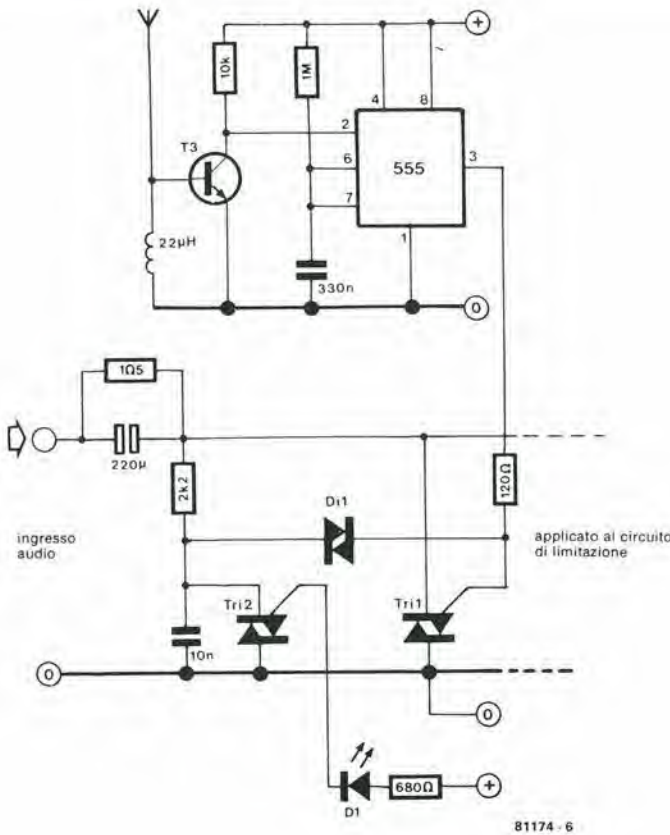 +
10k
1M
4
8
2
T3
6
555
3
7
1
22µH
330n
0
1Ω5
220µ
2k2
120Ω
Di1
ingresso
audio
applicato al circuito
di limitazione
Tri2
Tri1
10n
0
0
D1
680Ω
+
81174 - 6